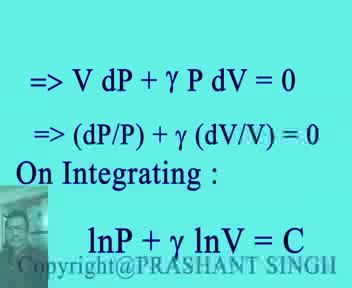 => V dP + γ P dV = 0
=> (dP/P) + γ (dV/V) = 0
On Integrating :
lnP + γ lnV = C
Copyright@PRASHANT SINGH